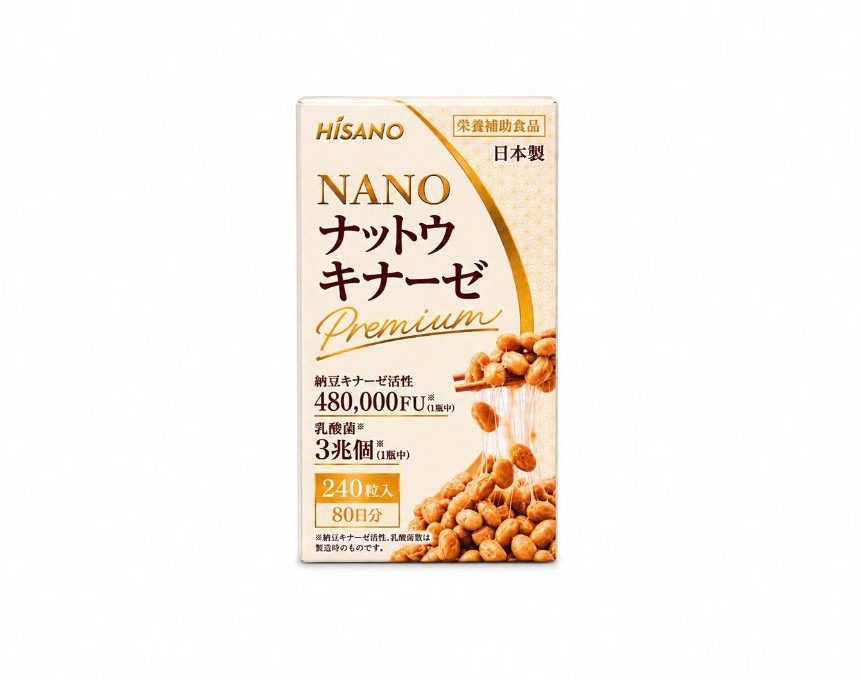 HiSANO
栄養補助食品
日本製
NANO
ナットウ
キナーゼ
Premium
納豆キナーゼ活性
480,000FU※(1瓶中)
乳酸菌※
3兆個※(1瓶中)
240粒入
80日分
※納豆キナーゼ活性、乳酸菌数は
製造時のものです。